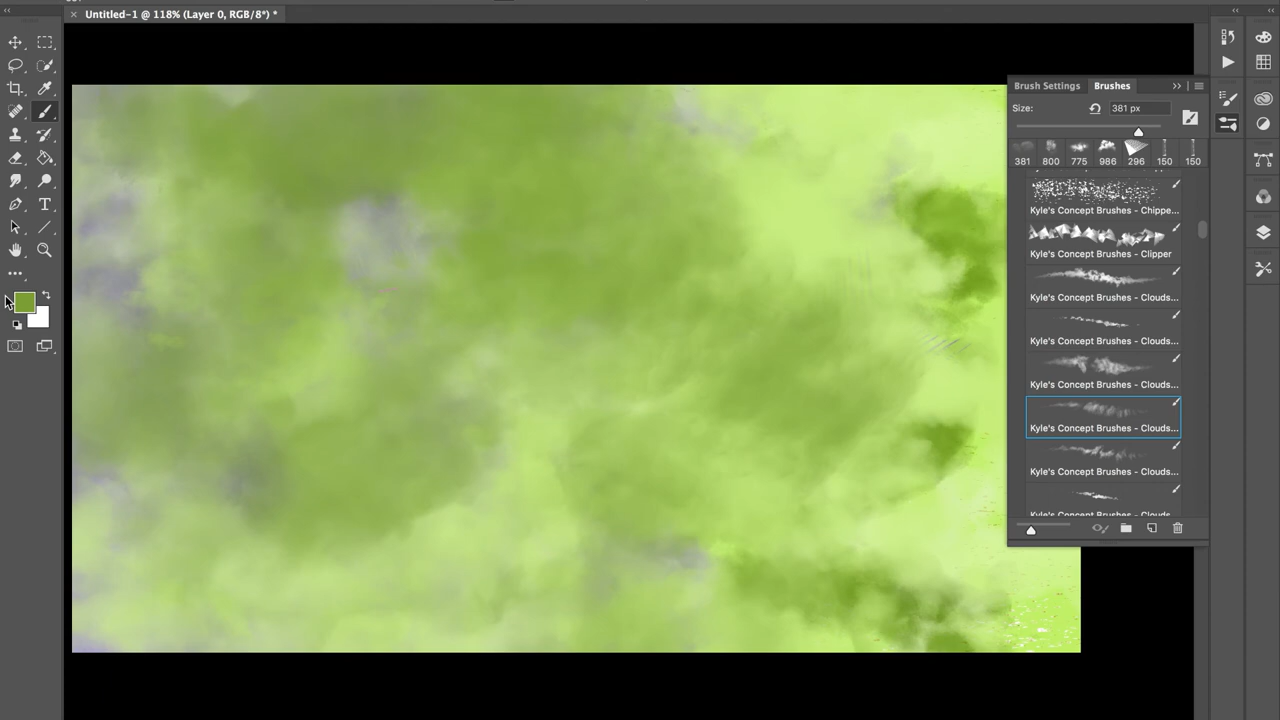 Untitled-1 @ 118% (Layer 0, RGB/8*) *
Brush Settings
Brushes
Size:
381 px
381 800 775 986 296 150 150
Kyle's Concept Brushes - Chippe...
Kyle's Concept Brushes - Clipper
Kyle's Concept Brushes - Clouds...
Kyle's Concept Brushes - Clouds...
Kyle's Concept Brushes - Clouds...
Kyle's Concept Brushes - Clouds...
Kyle's Concept Brushes - Clouds...
Kyle's Concept Brushes - Clouds